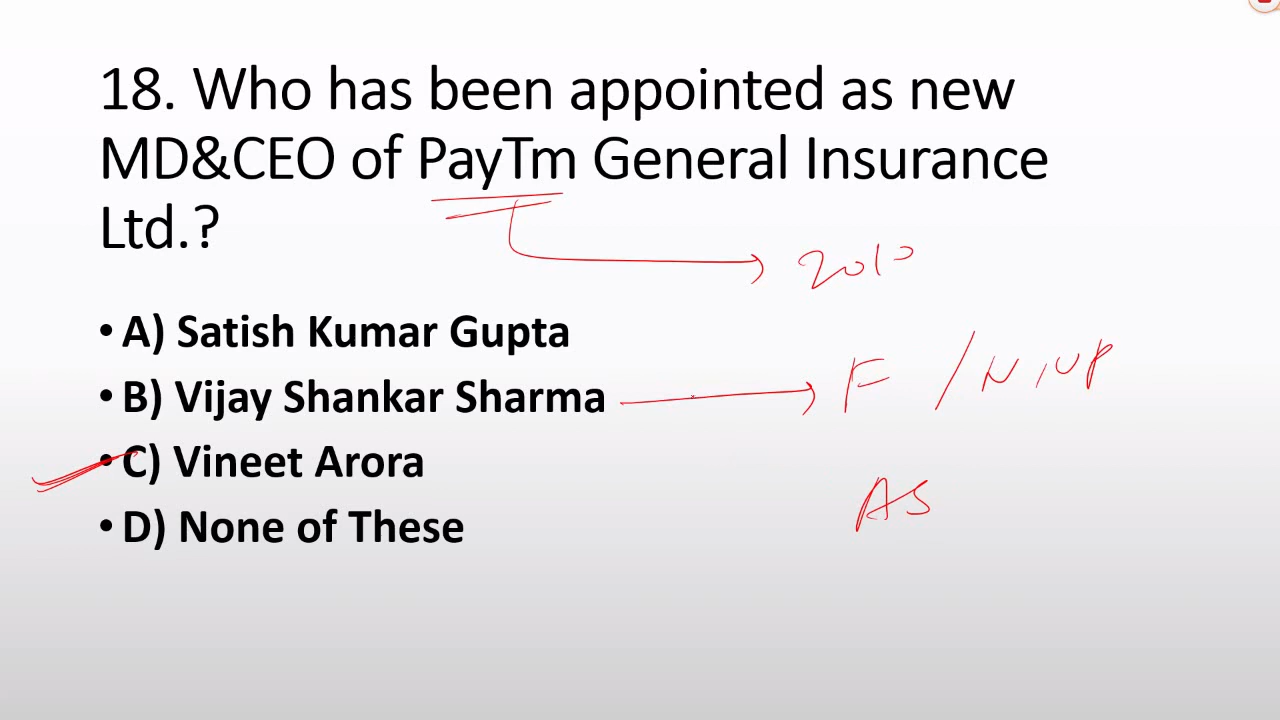 18. Who has been appointed as new
MD&CEO of PayTm General Insurance
Ltd.?
2010
• A) Satish Kumar Gupta
• B) Vijay Shankar Sharma
F / N, UP
• C) Vineet Arora
AS
• D) None of These